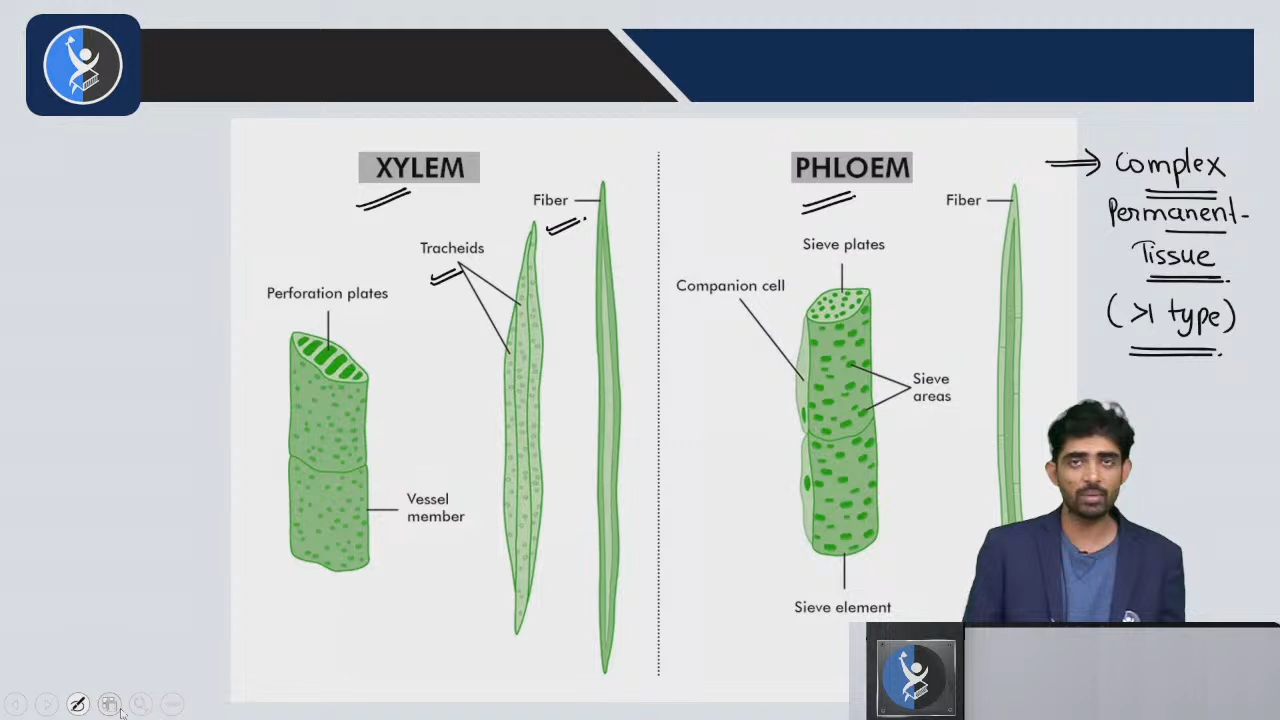 XYLEM
Fiber
Tracheids
Perforation plates
Vessel
member
PHLOEM
Fiber
Sieve plates
Companion cell
Sieve
areas
Sieve element
Complex
Permanent-
Tissue
(>1 type)